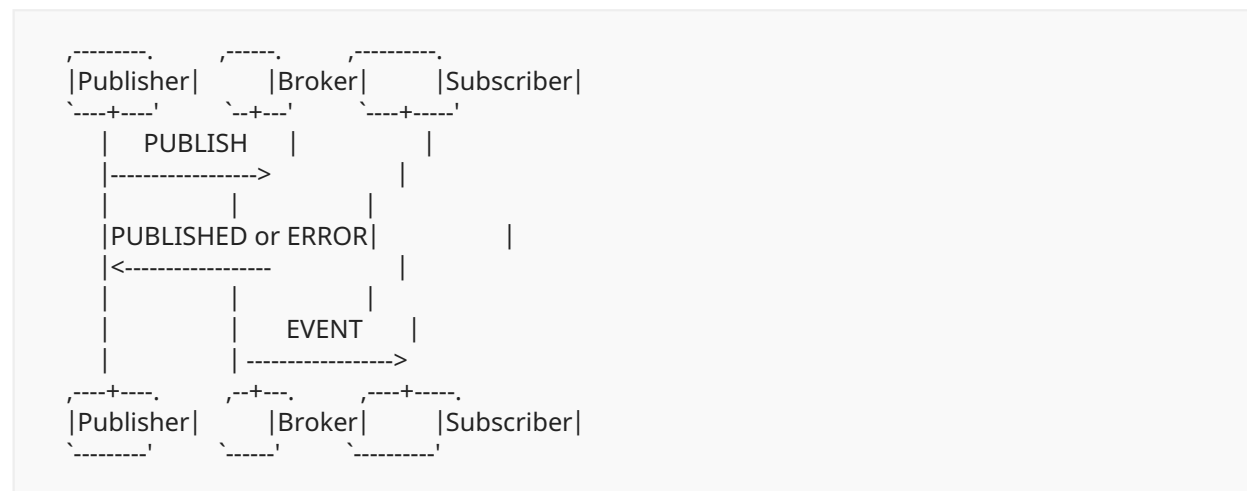 ,---------.          ,------.          ,----------.
|Publisher|          |Broker|          |Subscriber|
`----+----'          `--+---'          `----+-----'
     |     PUBLISH      |                   |
     |------------------>                   |
     |                  |                   |
     |PUBLISHED or ERROR|                   |
     |<------------------                   |
     |                  |                   |
     |                  |       EVENT       |
     |                  | ------------------>
,----+----.          ,--+---.          ,----+-----.
|Publisher|          |Broker|          |Subscriber|
`---------'          `------'          `----------'